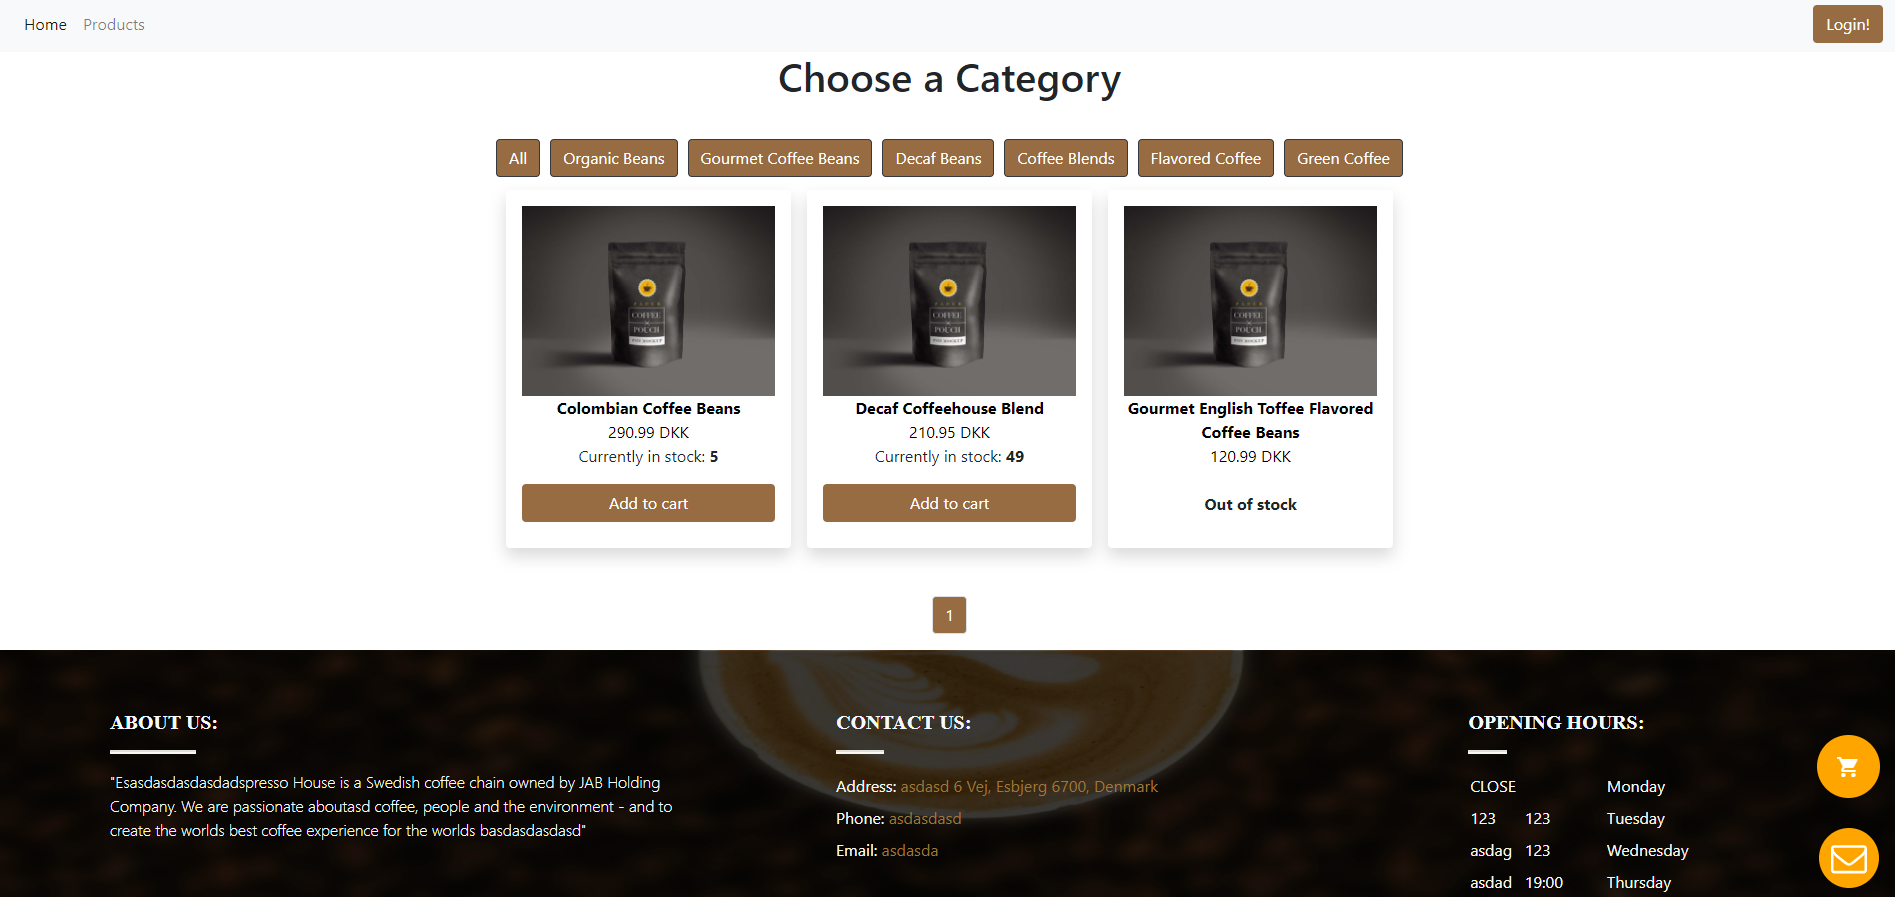 Home Products Login!
Choose a Category
All Organic Beans Gourmet Coffee Beans Decaf Beans Coffee Blends Flavored Coffee Green Coffee
COFFEE
POUCH
COFFEE
POUCH
COFFEE
POUCH
Colombian Coffee Beans
290.99 DKK
Currently in stock: 5
Add to cart
Decaf Coffeehouse Blend
210.95 DKK
Currently in stock: 49
Add to cart
Gourmet English Toffee Flavored
Coffee Beans
120.99 DKK
Out of stock
1
ABOUT US:
"Esasdasdasdasdadspresso House is a Swedish coffee chain owned by JAB Holding
Company. We are passionate aboutasd coffee, people and the environment - and to
create the worlds best coffee experience for the worlds basdasdasdasd"
CONTACT US:
Address: asdasd 6 Vej, Esbjerg 6700, Denmark
Phone: asdasdasd
Email: asdasda
OPENING HOURS:
CLOSE Monday
123 123 Tuesday
asdag 123 Wednesday
asdad 19:00 Thursday